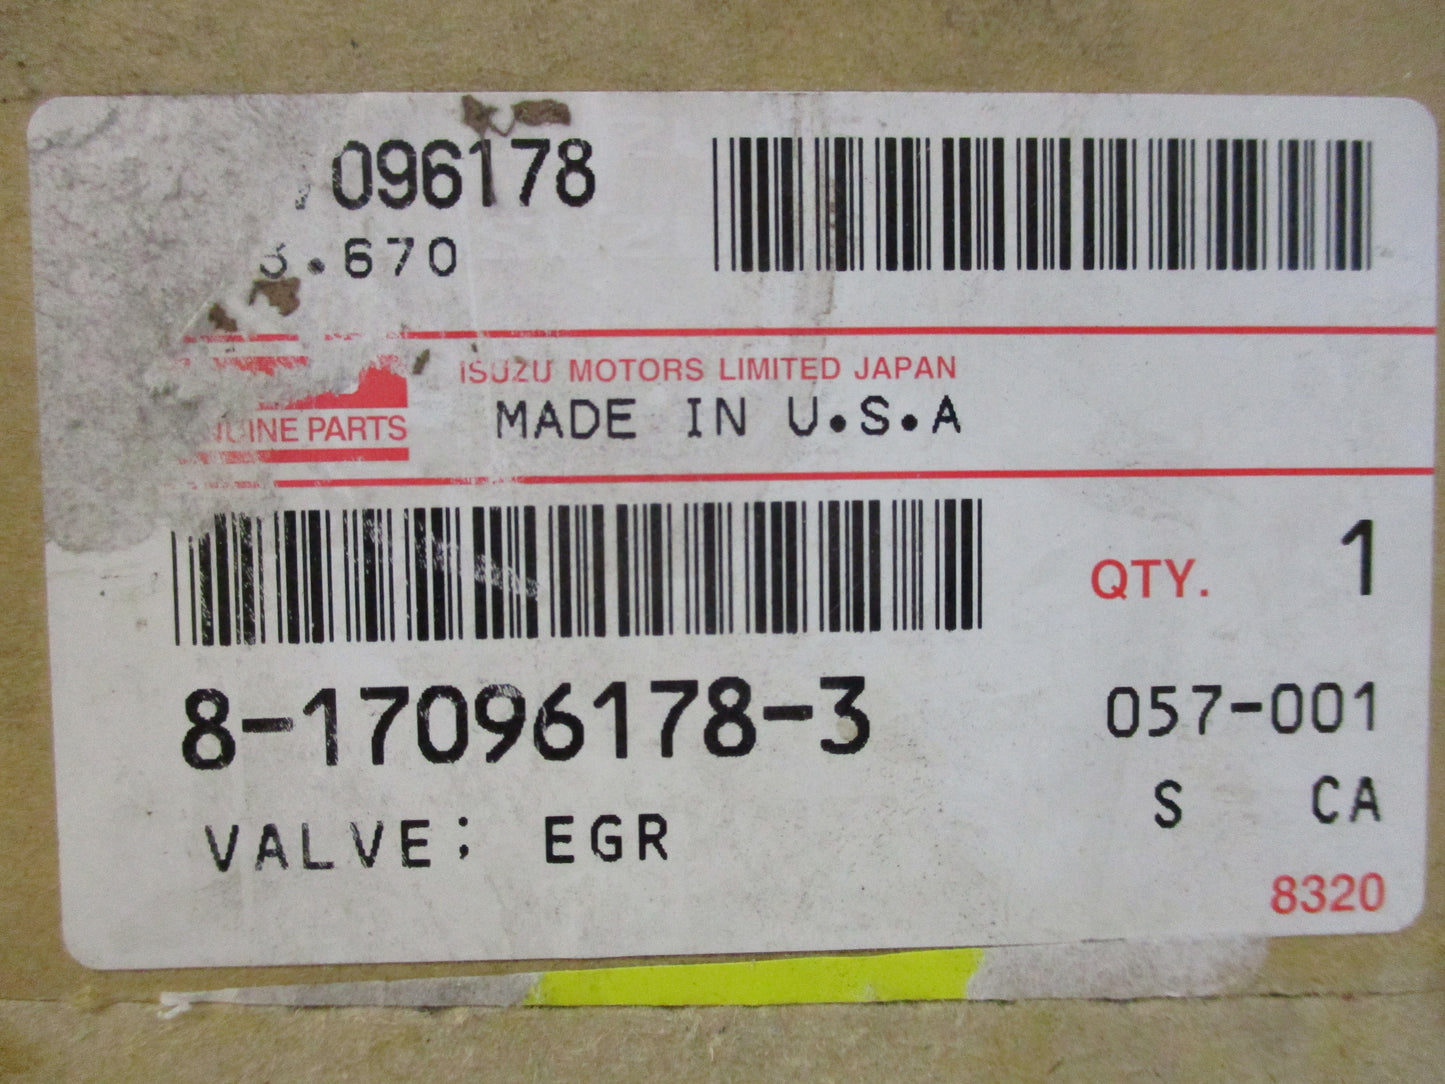 096178
.670
ISUZU MOTORS LIMITED JAPAN
MADE IN U.S.A
PARTS
QTY. 1
8-17096178-3
057-001
VALVE; EGR
S CA
8320